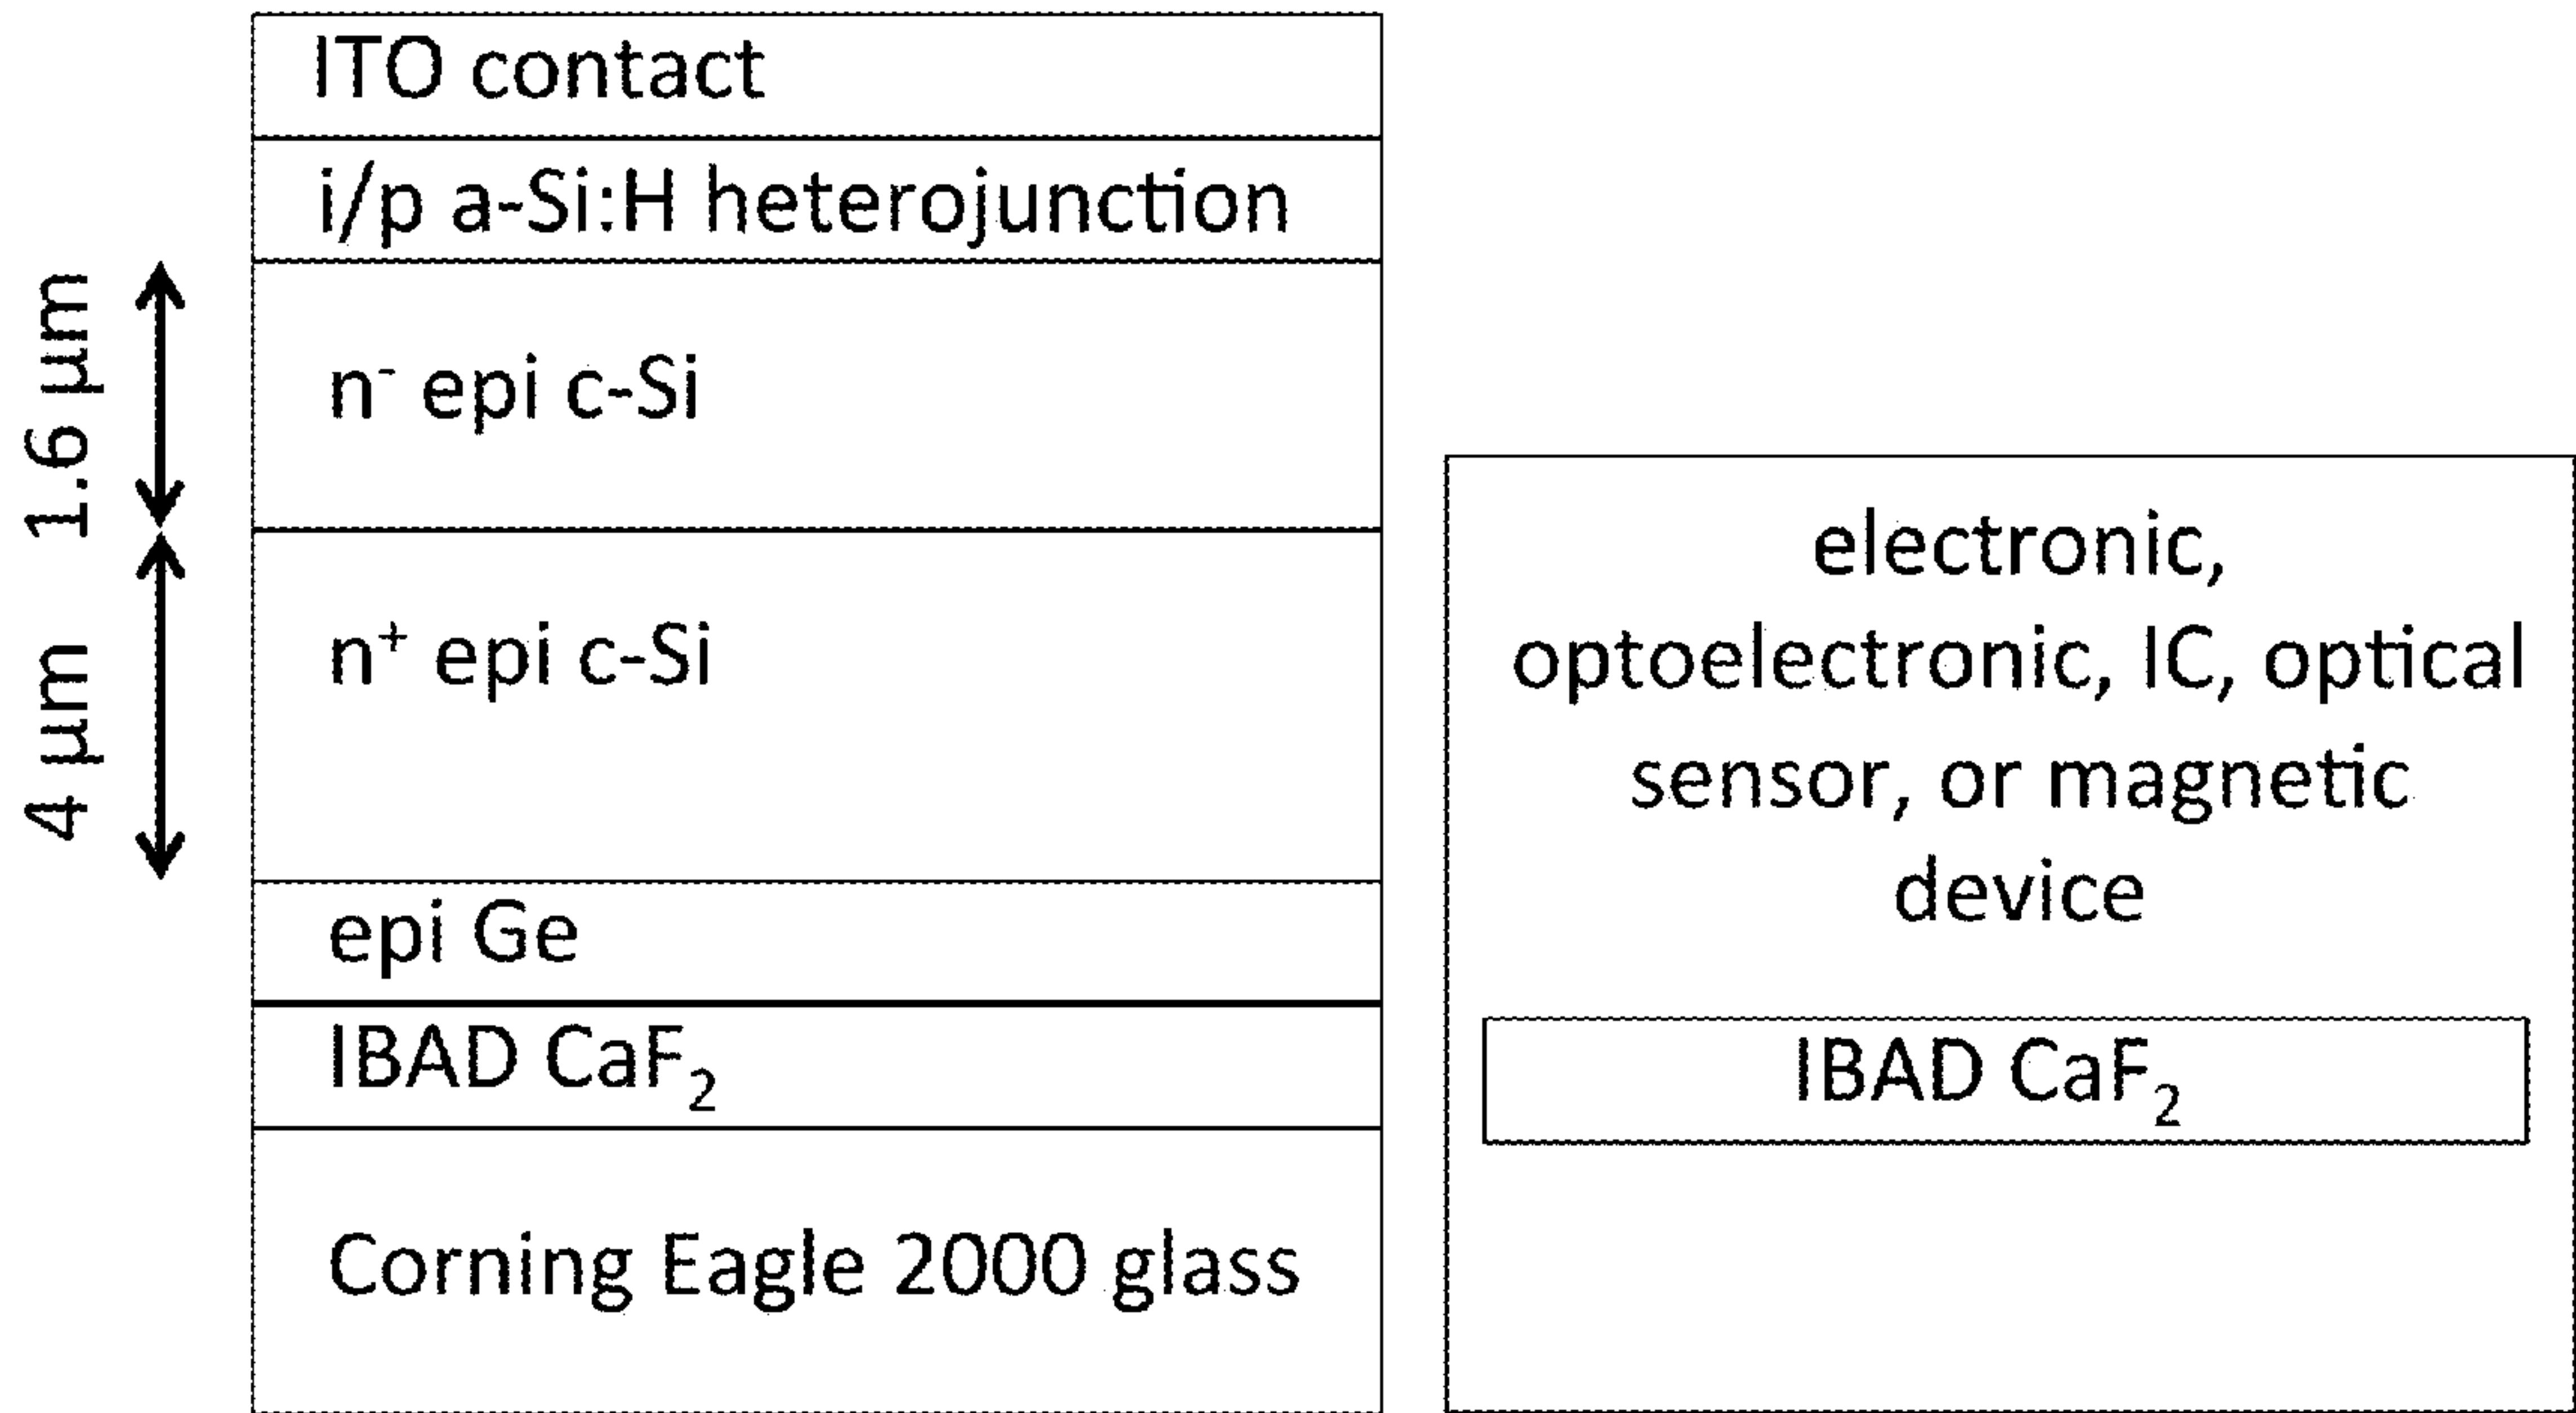 ITO contact
i/p a-Si:H heterojunction
1.6 μm
n⁻ epi c-Si
4 μm
n⁺ epi c-Si
epi Ge
IBAD CaF₂
Corning Eagle 2000 glass
electronic,
optoelectronic, IC, optical
sensor, or magnetic
device
IBAD CaF₂